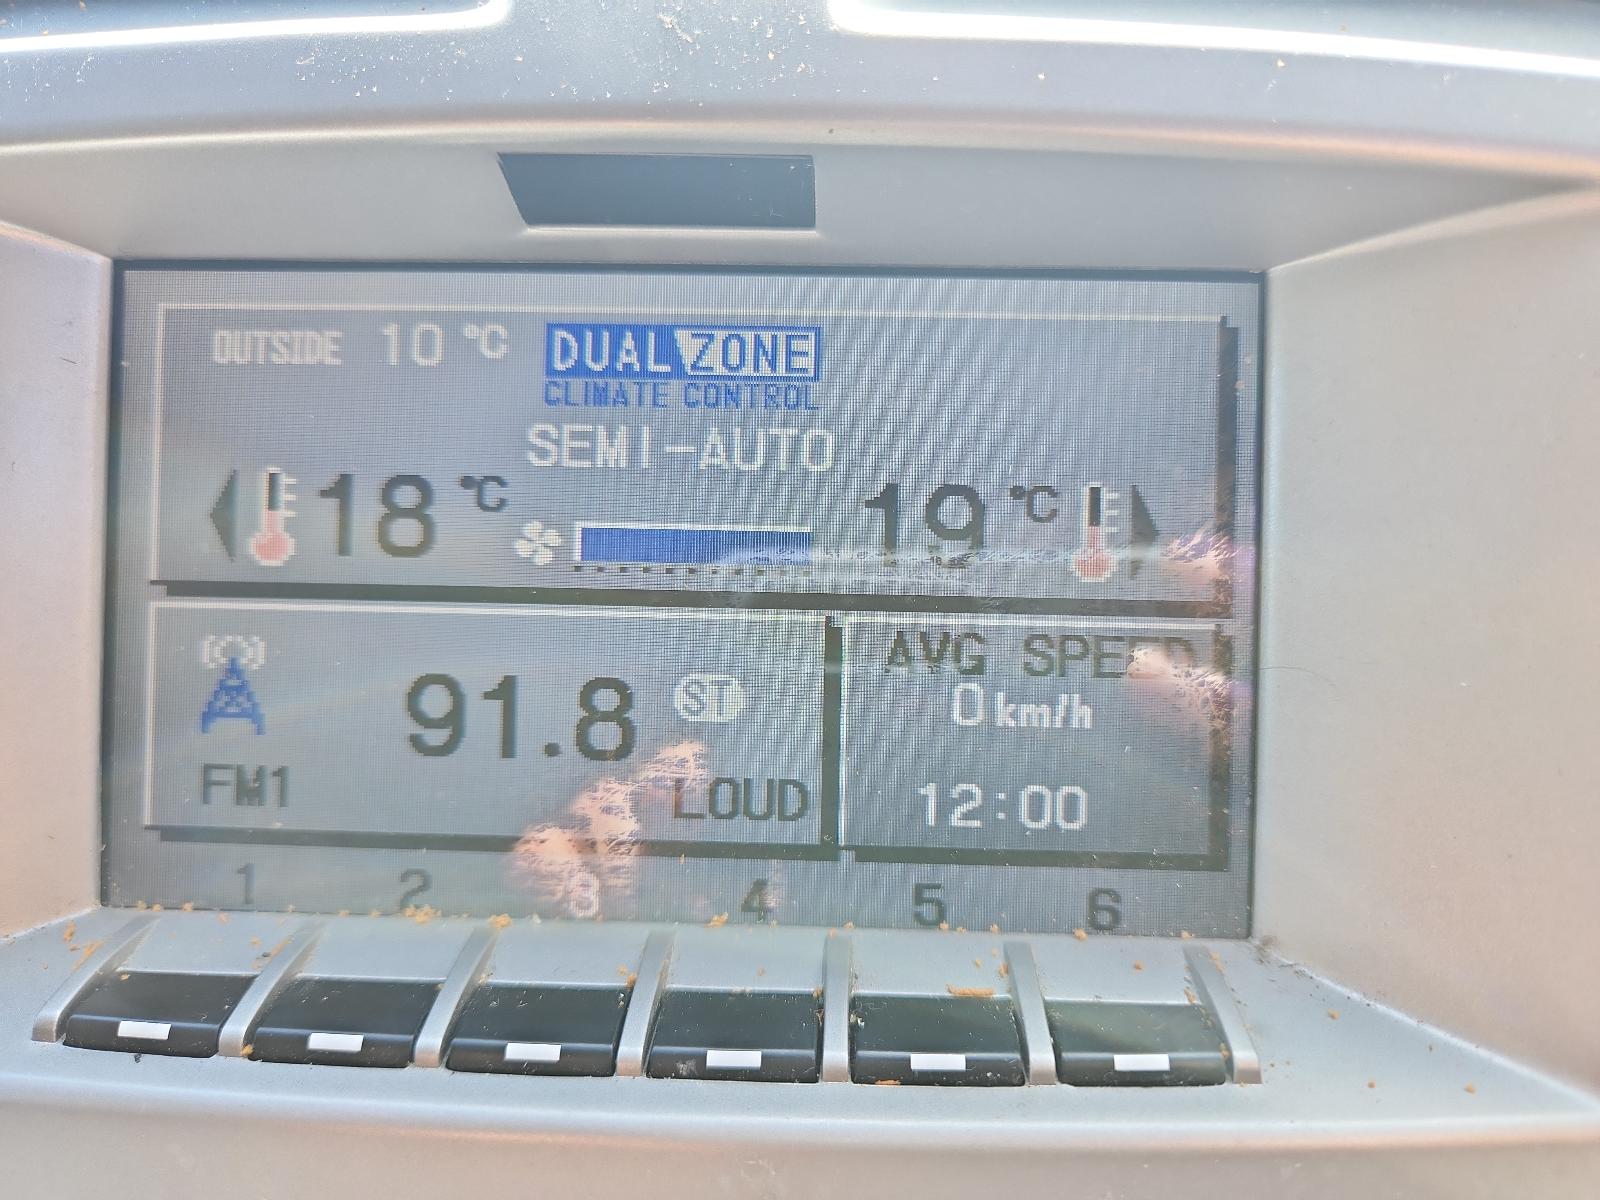 OUTSIDE 10 °C
DUAL ZONE
CLIMATE CONTROL
SEMI-AUTO
18 °C
19 °C
91.8 ST
FM1
LOUD
AVG SPEED
0 km/h
12:00
1 2 3 4 5 6